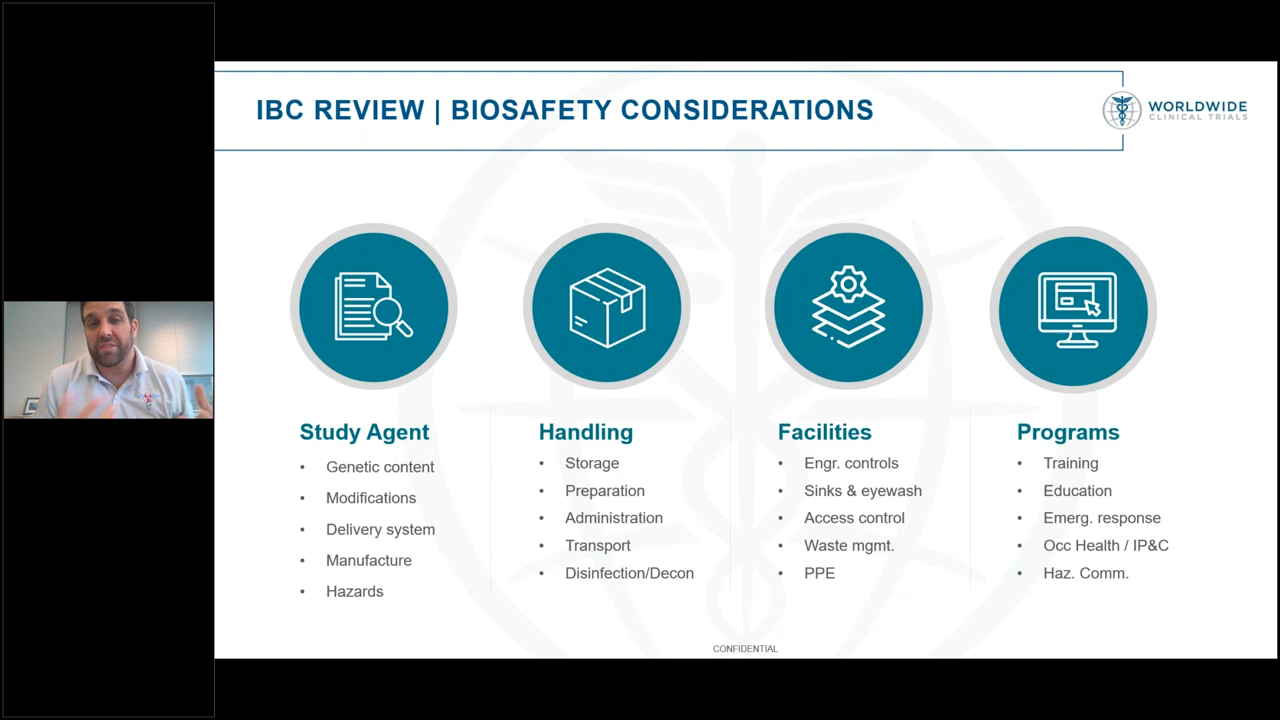 IBC REVIEW | BIOSAFETY CONSIDERATIONS
WORLDWIDE
CLINICAL TRIALS
Study Agent
• Genetic content
• Modifications
• Delivery system
• Manufacture
• Hazards
Handling
• Storage
• Preparation
• Administration
• Transport
• Disinfection/Decon
Facilities
• Engr. controls
• Sinks & eyewash
• Access control
• Waste mgmt.
• PPE
Programs
• Training
• Education
• Emerg. response
• Occ Health / IP&C
• Haz. Comm.
CONFIDENTIAL